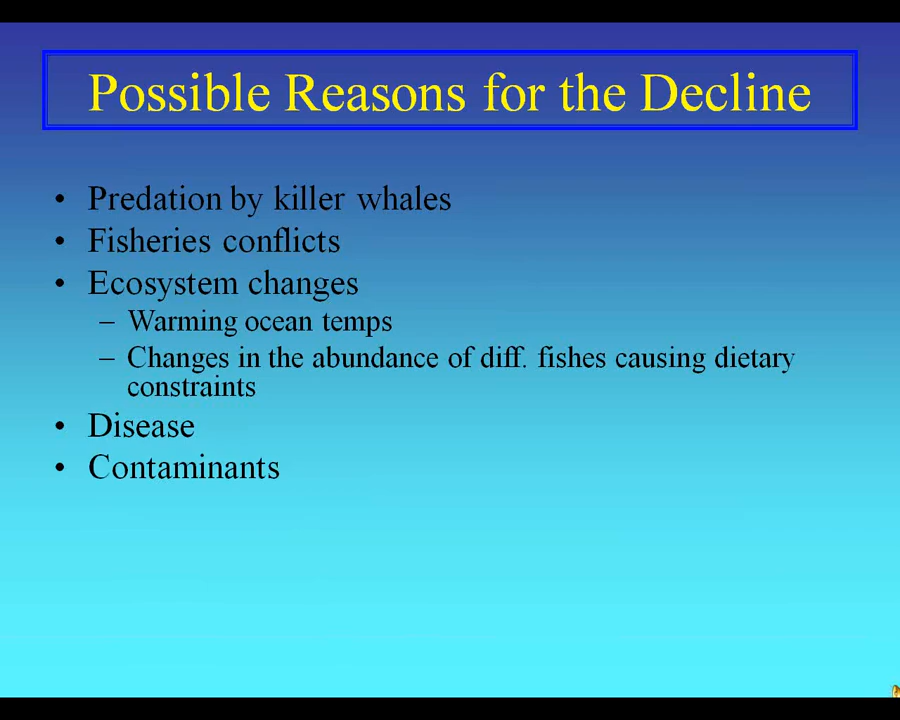 Possible Reasons for the Decline
• Predation by killer whales
• Fisheries conflicts
• Ecosystem changes
– Warming ocean temps
– Changes in the abundance of diff. fishes causing dietary
constraints
• Disease
• Contaminants